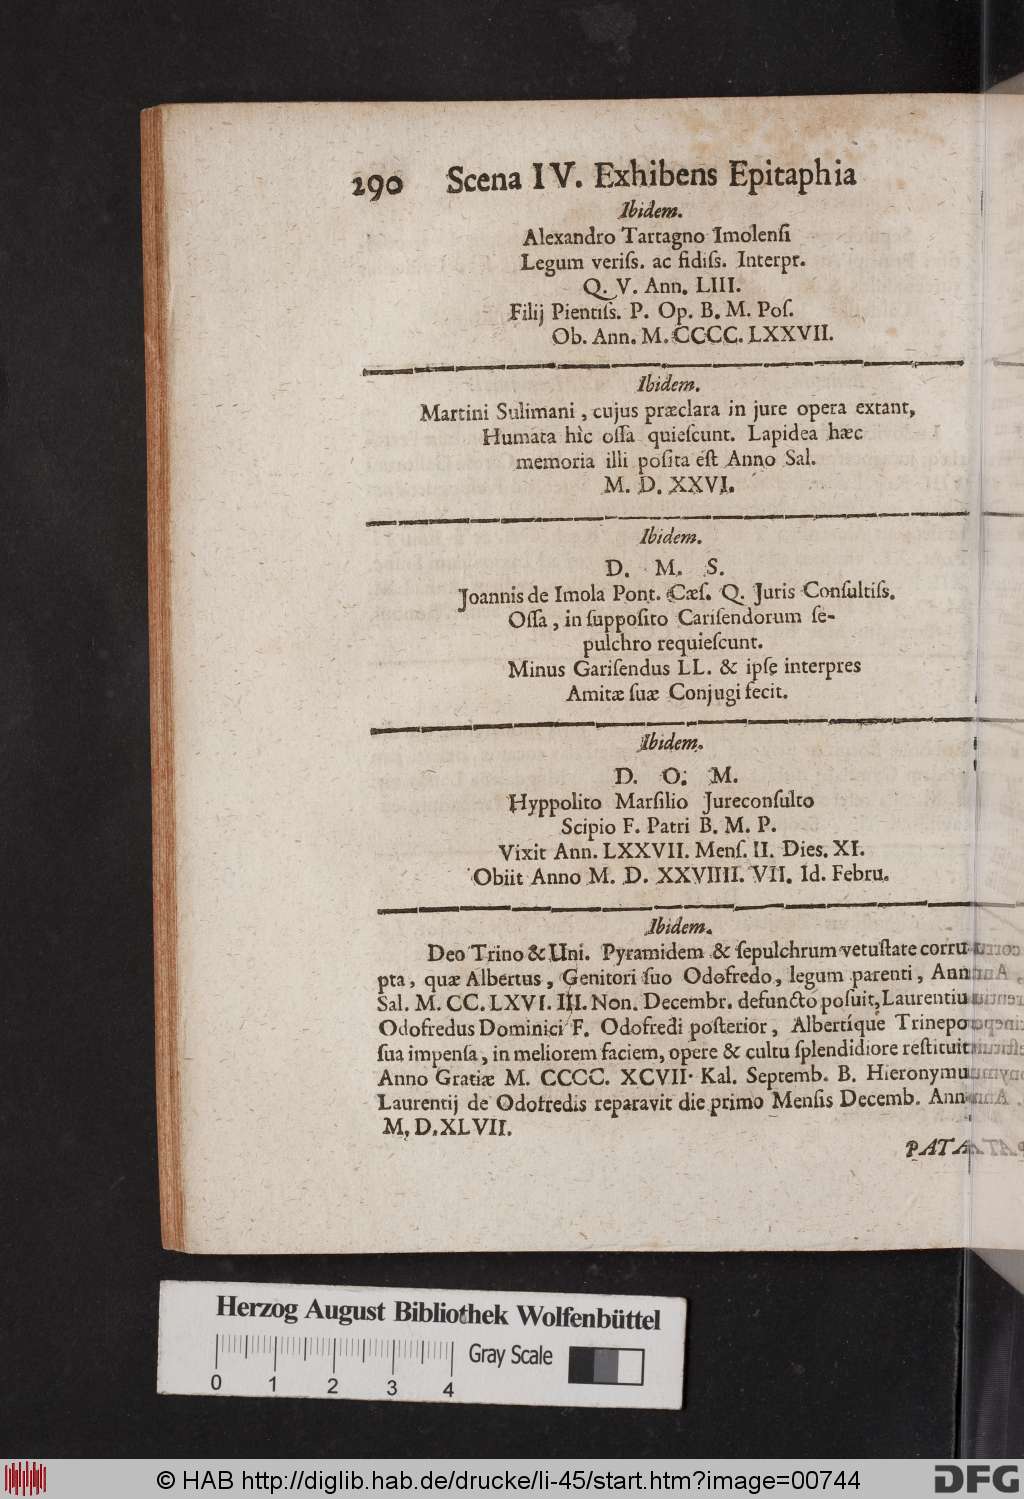 290 Scena IV. Exhibens Epitaphia
Ibidem.
Alexandro Tartagno Imolenſi
Legum veriſs. ac fidiſs. Interpr.
Q. V. Ann. LIII.
Filij Pientiſs. P. Op. B. M. Poſ.
Ob. Ann. M. CCCC. LXXVII.
Ibidem.
Martini Sulimani, cujus præclara in jure opera extant,
Humata hìc oſſa quieſcunt. Lapidea hæc
memoria illi poſita eſt Anno Sal.
M. D. XXVI.
Ibidem.
D. M. S.
Joannis de Imola Pont. Cæſ. Q. Juris Conſultiſs.
Oſſa, in ſuppoſito Cariſendorum ſe-
pulchro requieſcunt.
Minus Gariſendus LL. & ipſe interpres
Amitæ ſuæ Conjugi fecit.
Ibidem.
D. O. M.
Hyppolito Marſilio Jureconſulto
Scipio F. Patri B. M. P.
Vixit Ann. LXXVII. Menſ. II. Dies. XI.
Obiit Anno M. D. XXVIIII. VII. Id. Febru.
Ibidem.
Deo Trino & Uni. Pyramidem & ſepulchrum vetuſtate corru
pta, quæ Albertus, Genitori ſuo Odofredo, legum parenti, Ann
Sal. M. CC. LXVI. III. Non. Decembr. defuncto poſuit, Laurentiu
Odofredus Dominici F. Odofredi poſterior, Albertíque Trinepo
ſua impenſa, in meliorem faciem, opere & cultu ſplendidiore reſtituit
Anno Gratiæ M. CCCC. XCVII. Kal. Septemb. B. Hieronymu
Laurentij de Odofredis reparavit die primo Menſis Decemb. Ann
M, D. XLVII.
PATA
Herzog August Bibliothek Wolfenbüttel
Gray Scale
0 1 2 3 4
© HAB http://diglib.hab.de/drucke/li-45/start.htm?image=00744
DFG